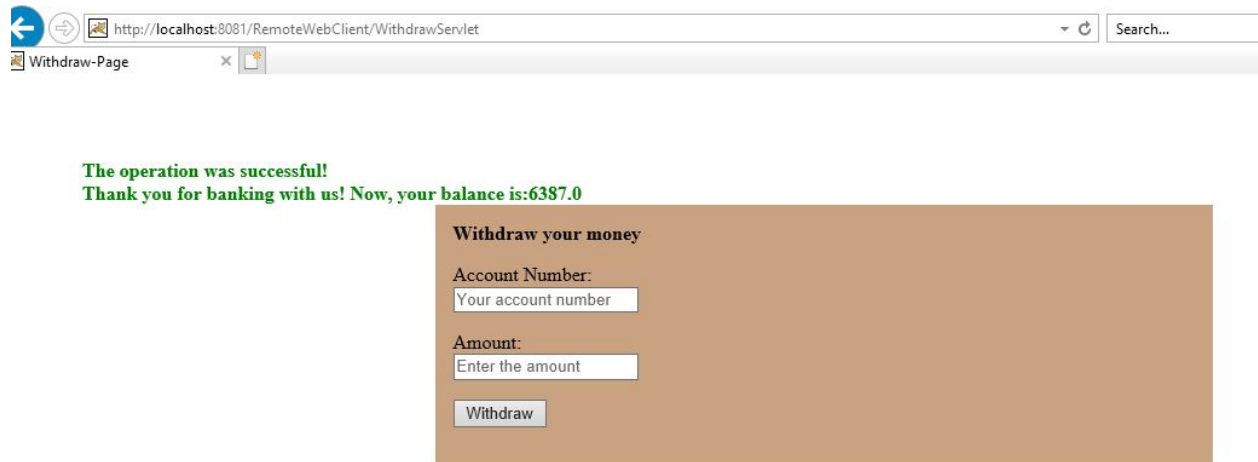 http://localhost:8081/RemoteWebClient/WithdrawServlet
Search...
Withdraw-Page
The operation was successful!
Thank you for banking with us! Now, your balance is:6387.0
Withdraw your money
Account Number:
Your account number
Amount:
Enter the amount
Withdraw